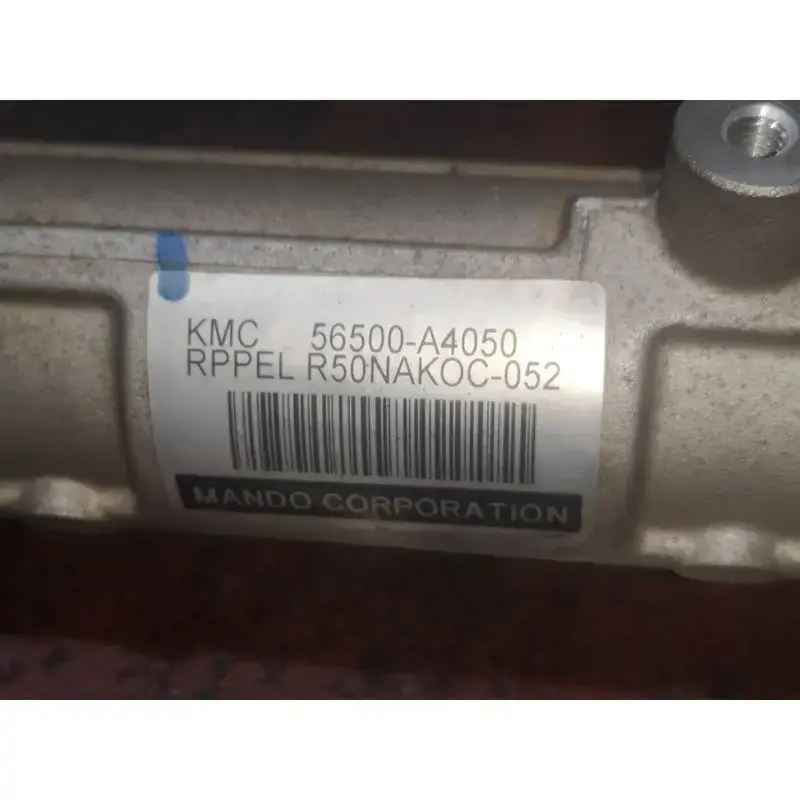 KMC 56500-A4050
RPPEL R50NAKOC-052
MANDO CORPORATION